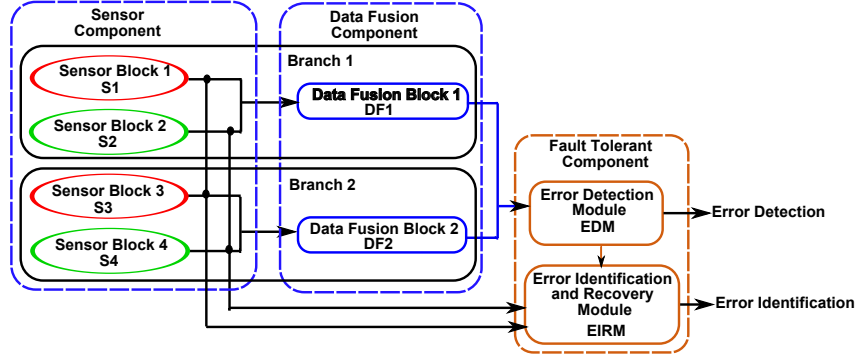 Sensor
Component
Data Fusion
Component
Branch 1
Sensor Block 1
S1
Sensor Block 2
S2
Data Fusion Block 1
DF1
Branch 2
Sensor Block 3
S3
Sensor Block 4
S4
Data Fusion Block 2
DF2
Fault Tolerant
Component
Error Detection
Module
EDM
Error Detection
Error Identification
and Recovery
Module
EIRM
Error Identification